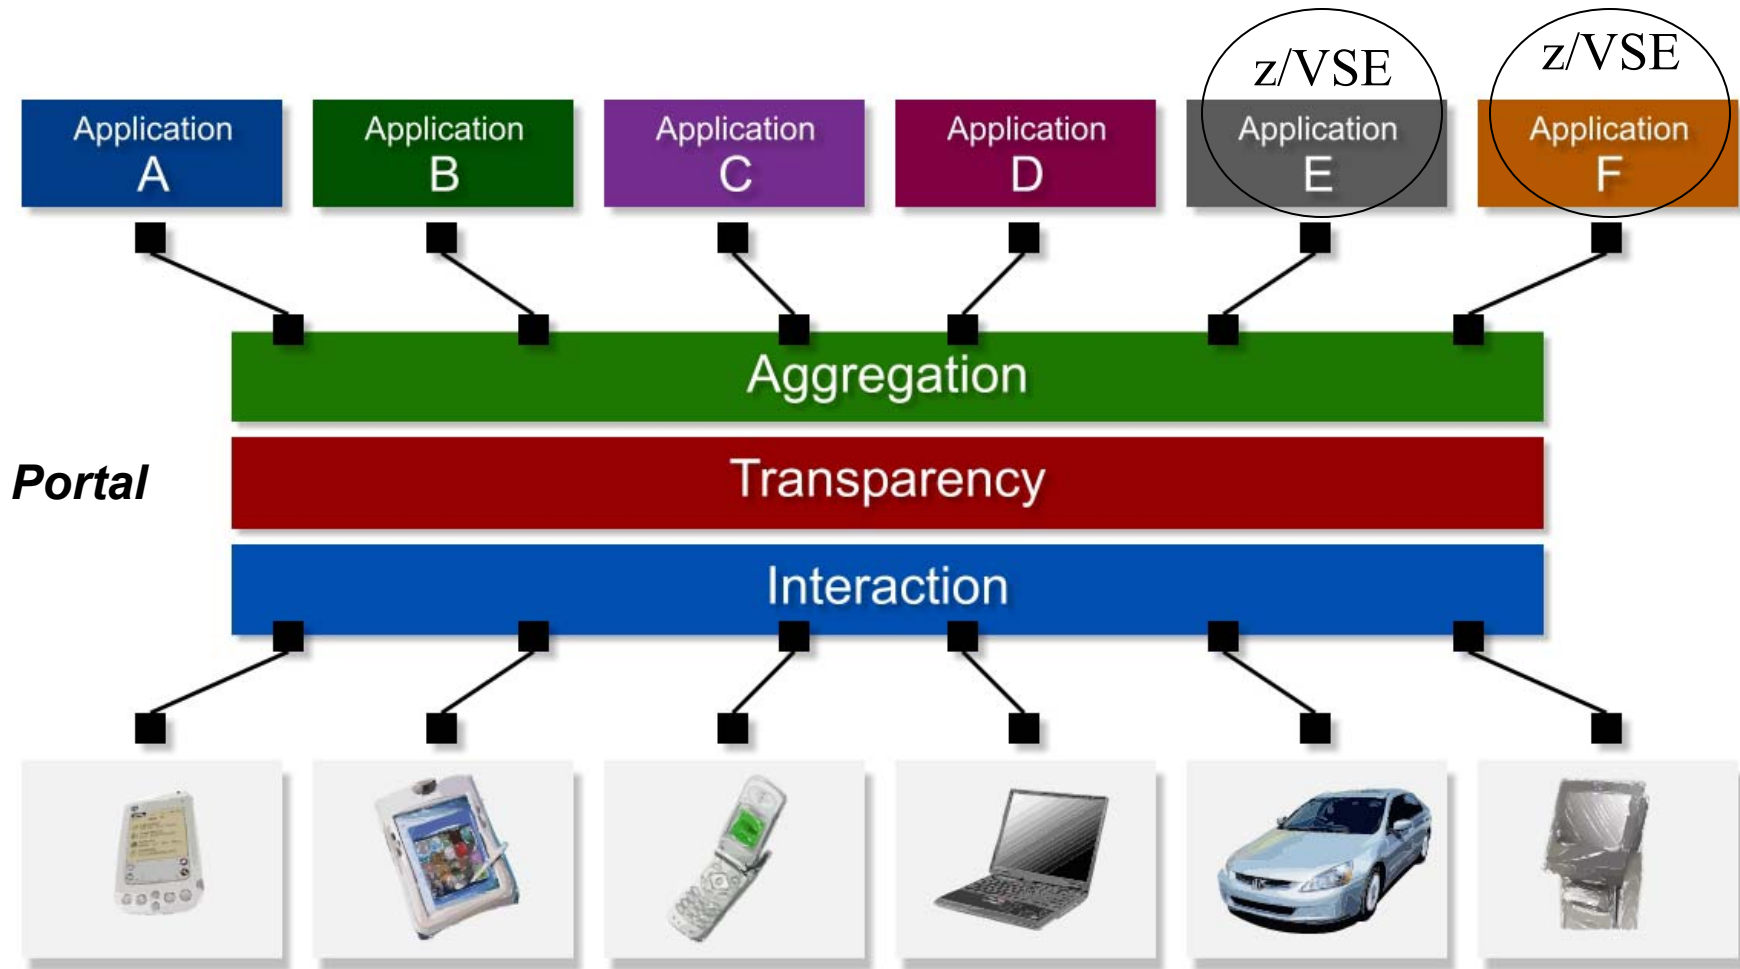 z/VSE
z/VSE
Application
A
Application
B
Application
C
Application
D
Application
E
Application
F
Aggregation
Portal
Transparency
Interaction